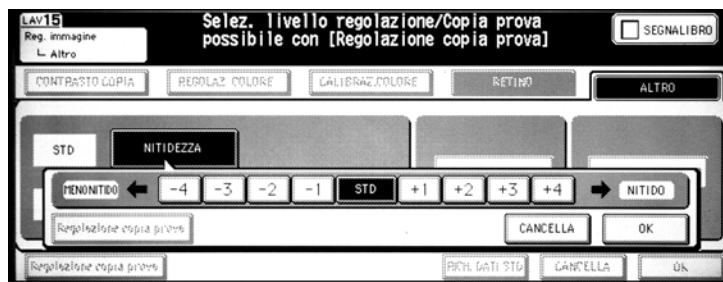 LAV15
Reg. immagine
Altro
Selez. livello regolazione/Copia prova
possibile con [Regolazione copia prova]
SEGNALIBRO
CONTRASTO COPIA
REGOLAZ COLORE
CALIBRAZ.COLORE
RETINO
ALTRO
STD
NITIDEZZA
MENO NITIDO
-4
-3
-2
-1
STD
+1
+2
+3
+4
NITIDO
Regolazione copia prova
CANCELLA
OK
Regolazione copia prova
RICH. DATI STD
CANCELLA
OK